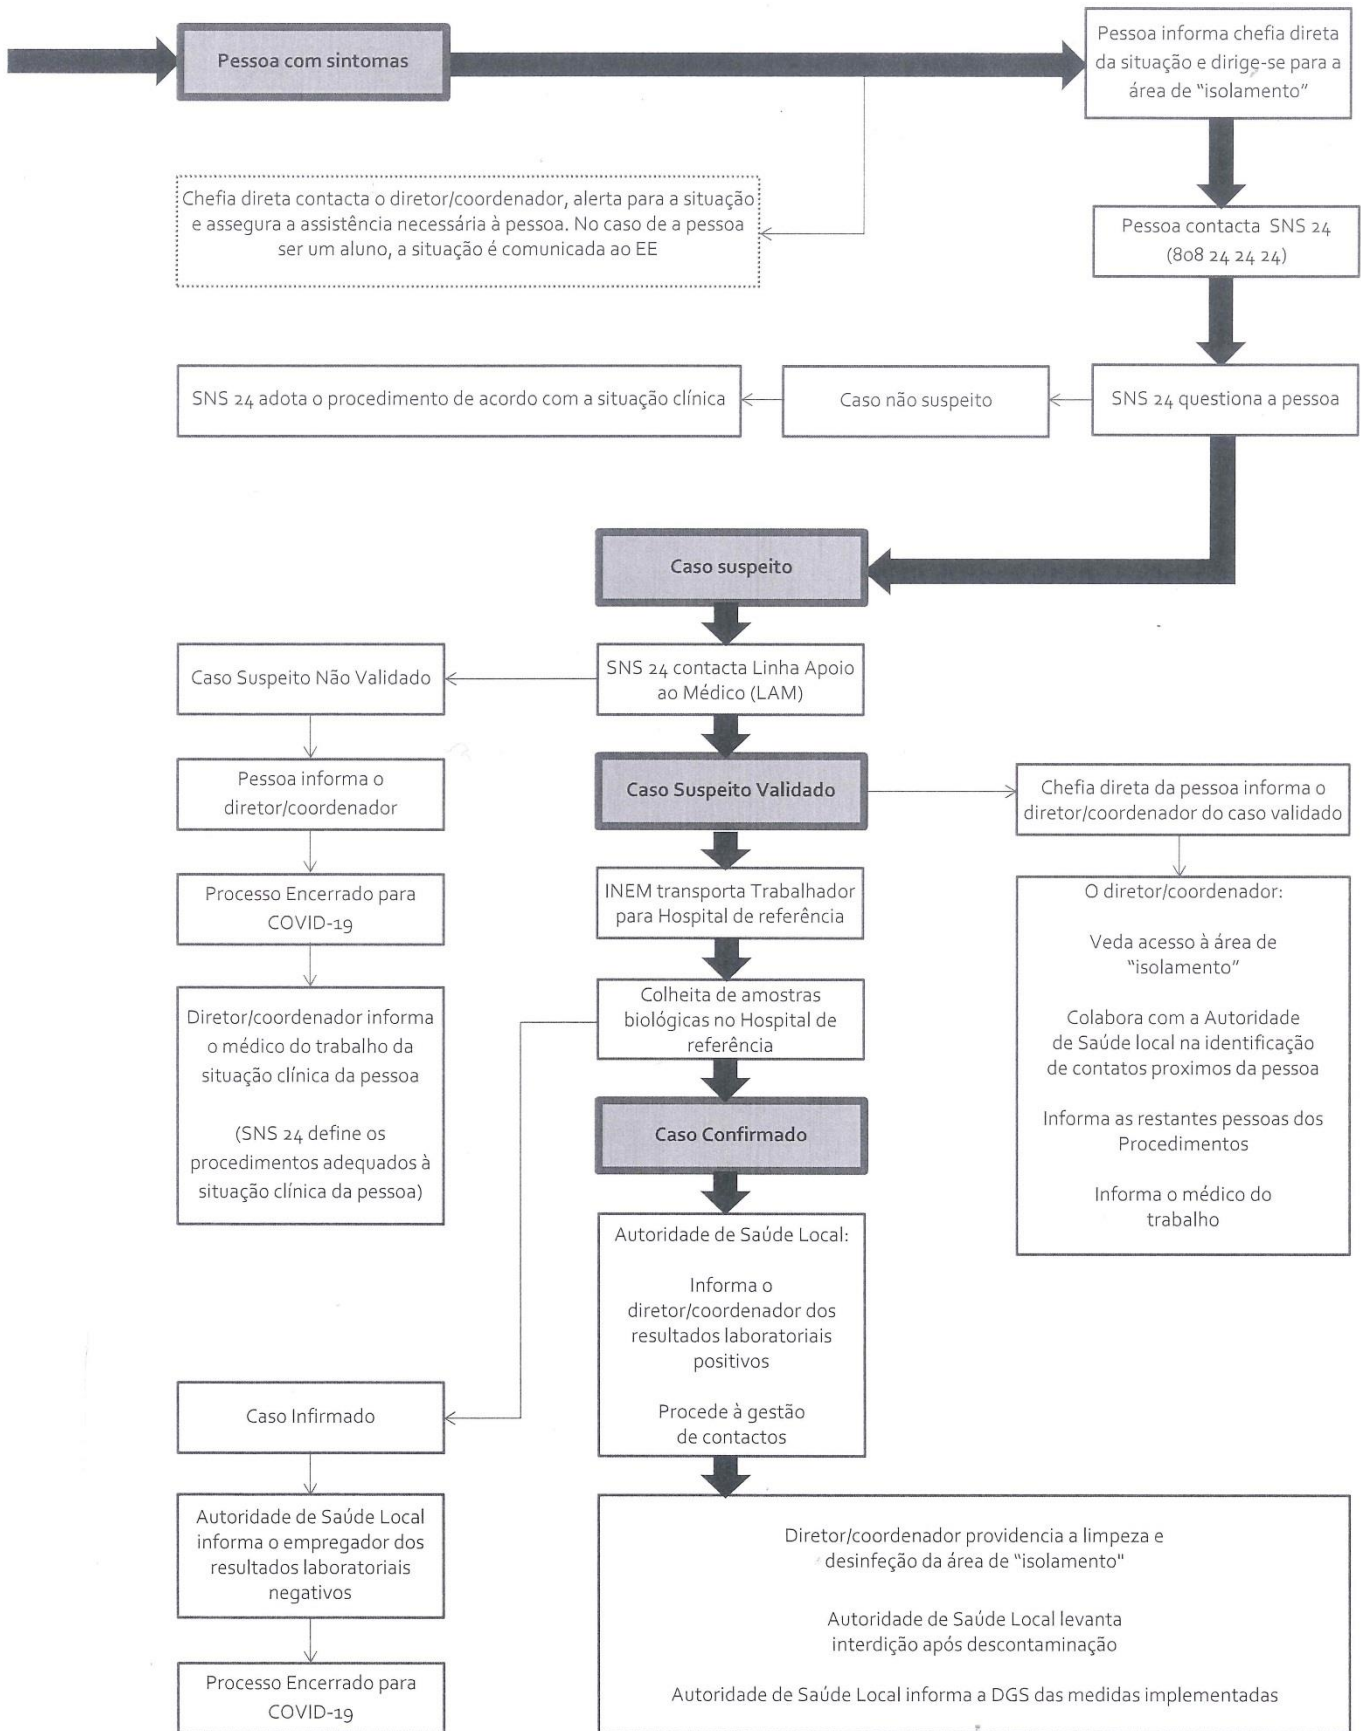 Pessoa com sintomas
Pessoa informa chefia direta
da situação e dirige-se para a
área de “isolamento”
Chefia direta contacta o diretor/coordenador, alerta para a situação
e assegura a assistência necessária à pessoa. No caso de a pessoa
ser um aluno, a situação é comunicada ao EE
Pessoa contacta SNS 24
(808 24 24 24)
SNS 24 questiona a pessoa
Caso não suspeito
SNS 24 adota o procedimento de acordo com a situação clínica
Caso suspeito
SNS 24 contacta Linha Apoio
ao Médico (LAM)
Caso Suspeito Não Validado
Pessoa informa o
diretor/coordenador
Processo Encerrado para
COVID-19
Diretor/coordenador informa
o médico do trabalho da
situação clínica da pessoa
(SNS 24 define os
procedimentos adequados à
situação clínica da pessoa)
Caso Suspeito Validado
Chefia direta da pessoa informa o
diretor/coordenador do caso validado
O diretor/coordenador:
Veda acesso à área de
“isolamento”
Colabora com a Autoridade
de Saúde local na identificação
de contatos proximos da pessoa
Informa as restantes pessoas dos
Procedimentos
Informa o médico do
trabalho
INEM transporta Trabalhador
para Hospital de referência
Colheita de amostras
biológicas no Hospital de
referência
Caso Confirmado
Autoridade de Saúde Local:
Informa o
diretor/coordenador dos
resultados laboratoriais
positivos
Procede à gestão
de contactos
Caso Infirmado
Autoridade de Saúde Local
informa o empregador dos
resultados laboratoriais
negativos
Processo Encerrado para
COVID-19
Diretor/coordenador providencia a limpeza e
desinfeção da área de “isolamento"
Autoridade de Saúde Local levanta
interdição após descontaminação
Autoridade de Saúde Local informa a DGS das medidas implementadas